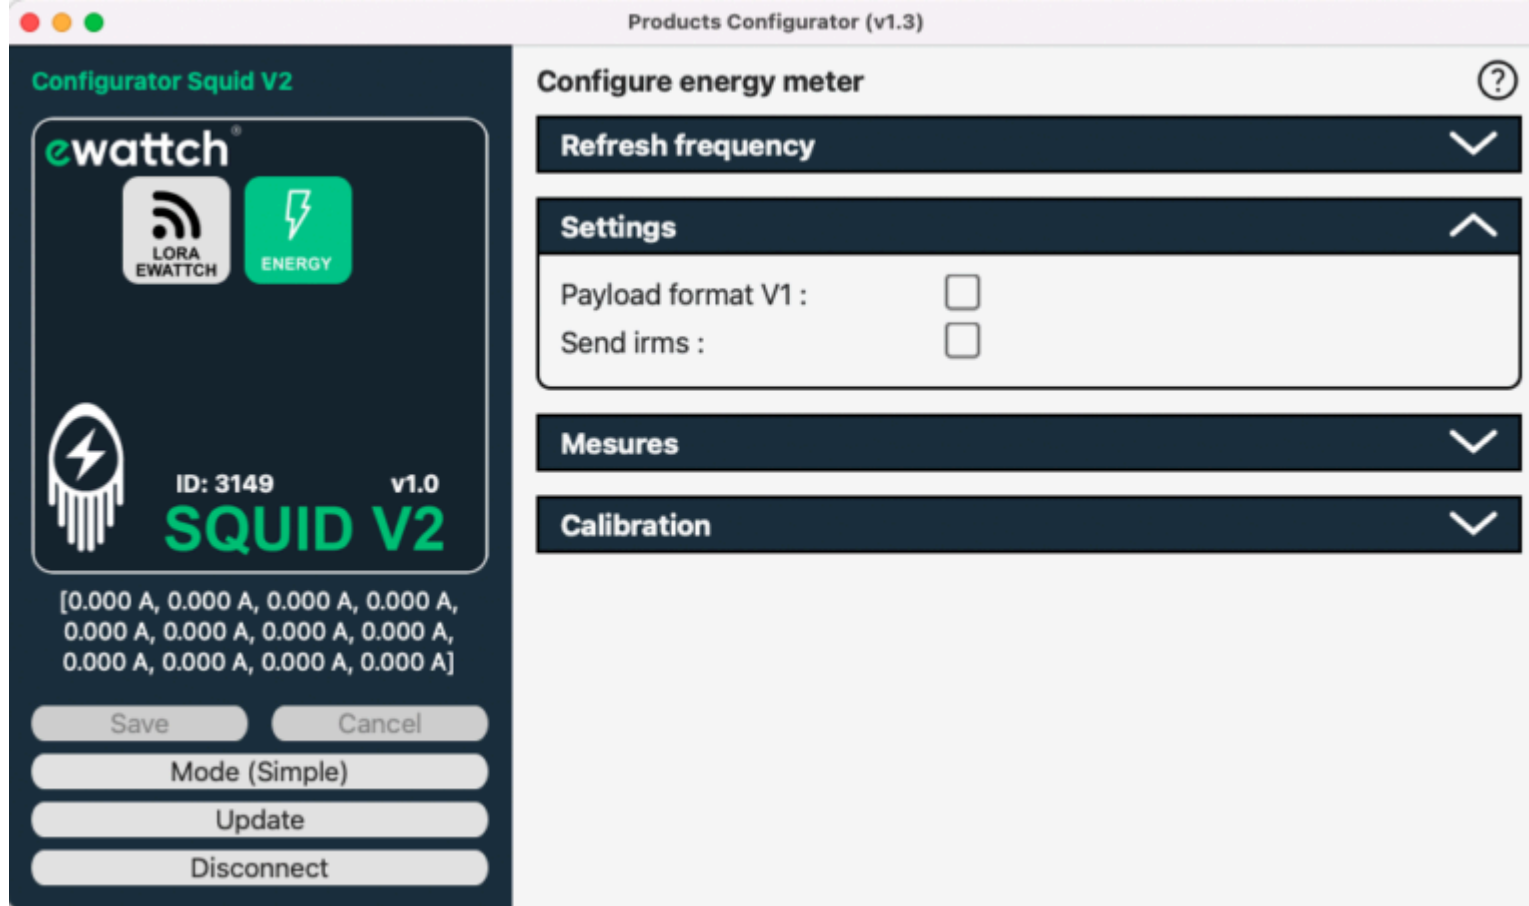 Products Configurator (v1.3)
Configurator Squid V2
ewattch®
LORA
EWATTCH
ENERGY
ID: 3149 v1.0
SQUID V2
[0.000 A, 0.000 A, 0.000 A, 0.000 A,
0.000 A, 0.000 A, 0.000 A, 0.000 A,
0.000 A, 0.000 A, 0.000 A, 0.000 A]
Save Cancel
Mode (Simple)
Update
Disconnect
Configure energy meter ?
Refresh frequency
Settings
Payload format V1 :
Send irms :
Mesures
Calibration